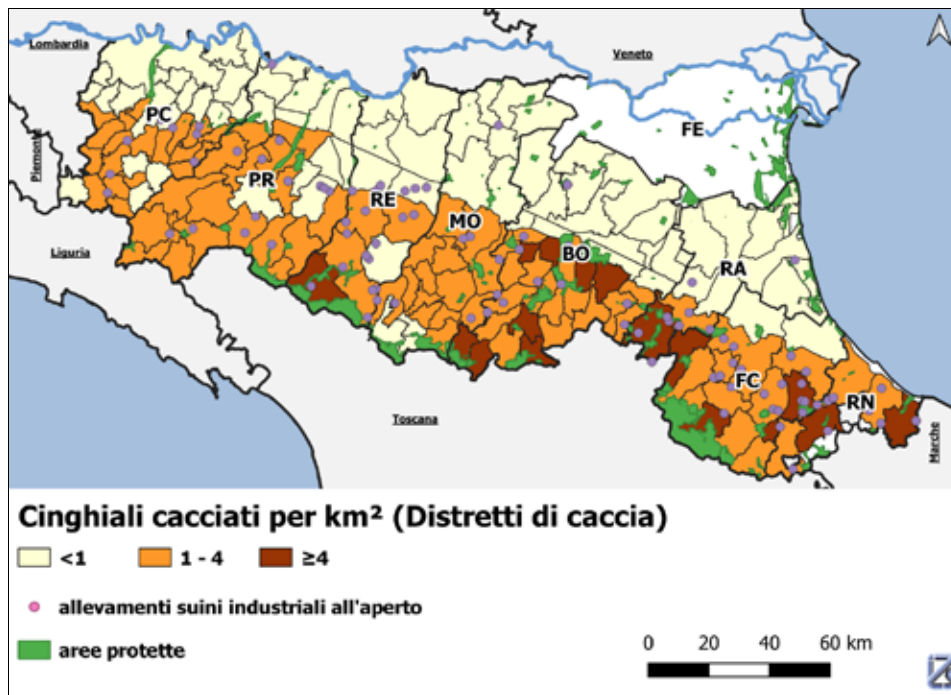 Lombardia
Veneto
Piemonte
PC
FE
PR
RE
MO
BO
RA
Liguria
FC
RN
Toscana
Marche
Cinghiali cacciati per km² (Distretti di caccia)
<1 1 - 4 ≥4
allevamenti suini industriali all'aperto
aree protette
0 20 40 60 km